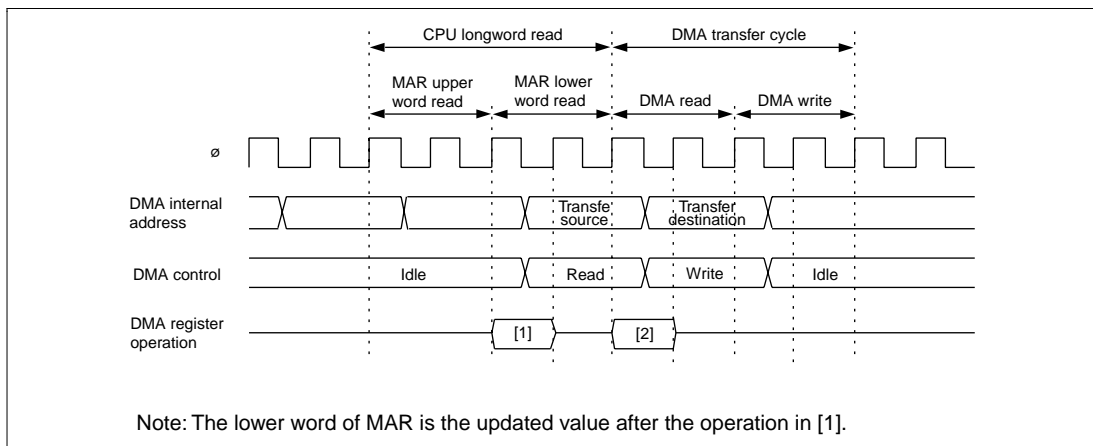 CPU longword read DMA transfer cycle
MAR upper
word read
MAR lower
word read
DMA read DMA write
ø
DMA internal
address
Transfe
source
Transfer
destination
DMA control Idle Read Write Idle
DMA register
operation
[1] [2]
Note: The lower word of MAR is the updated value after the operation in [1].